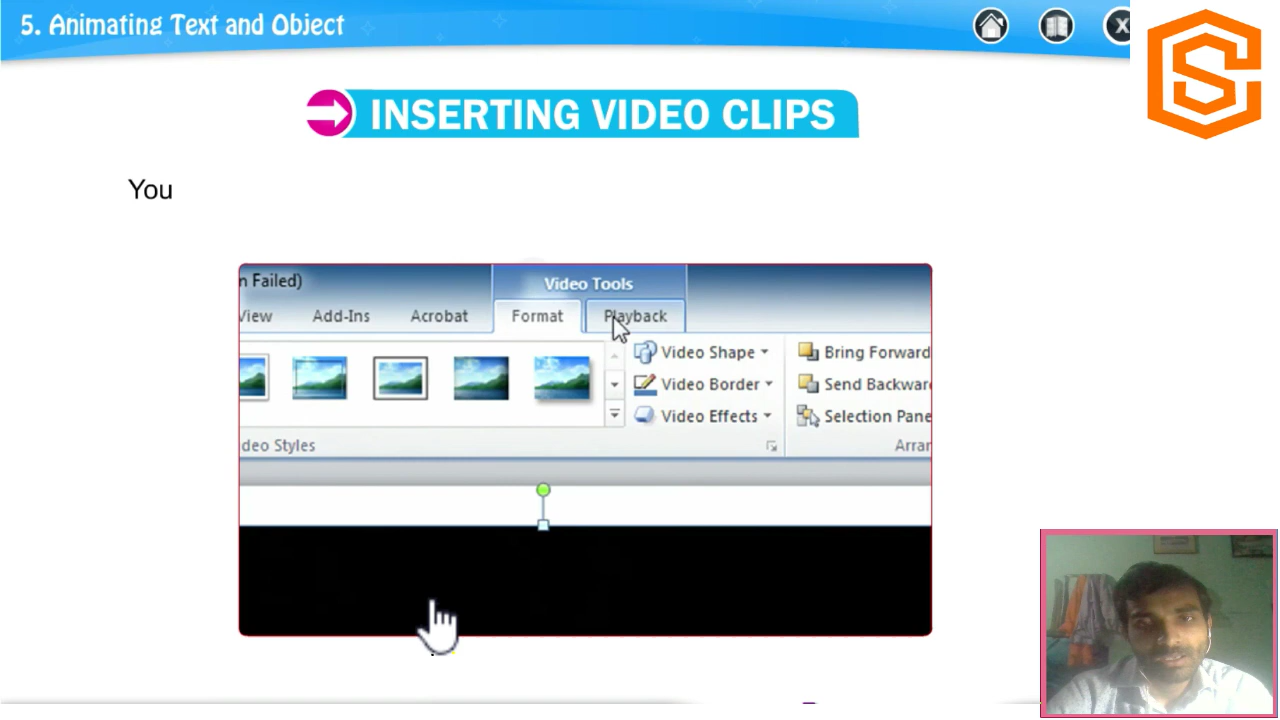 5. Animating Text and Object
X
INSERTING VIDEO CLIPS
You
n Failed)
Video Tools
View Add-Ins Acrobat Format Playback
Video Shape Bring Forward
Video Border Send Backwar
Video Effects Selection Pane
deo Styles Arran